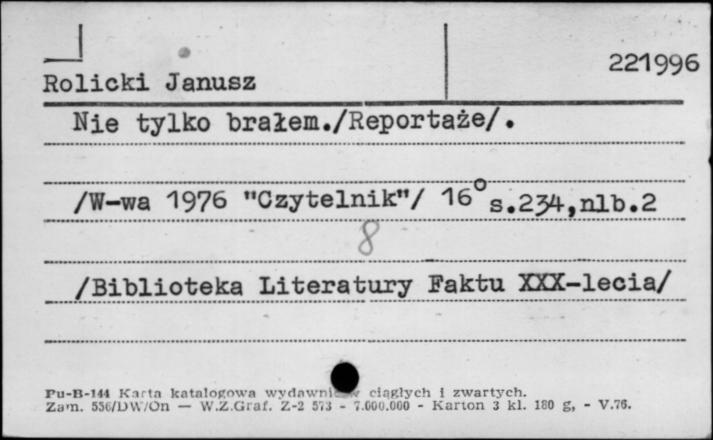 221996
Rolicki Janusz
Nie tylko brałem./Reportaże/.
/W-wa 1976 "Czytelnik"/ 16° s.234,nlb.2
8
/Biblioteka Literatury Faktu XXX-lecia/
Pu-B-144 Karta katalogowa ciągłych i zwartych.
Zam. 556/DW/On — W.Z.Graf. Z-2 573 - 7.000.000 - Karton 3 kl. 180 g, - V.76.